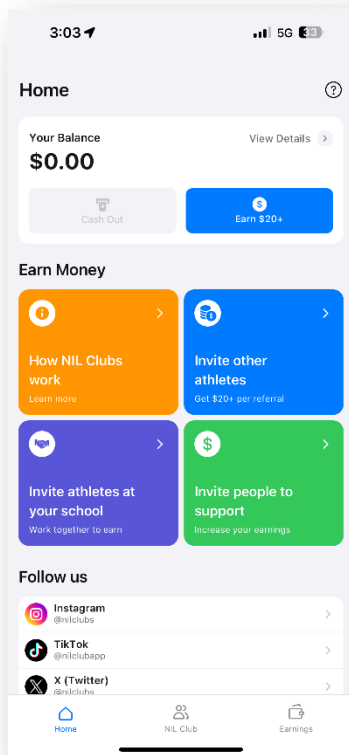 3:03
5G
33
Home
Your Balance
View Details
$0.00
Cash Out
Earn $20+
Earn Money
How NIL Clubs
work
Learn more
Invite other
athletes
Get $20+ per referral
Invite athletes at
your school
Work together to earn
Invite people to
support
Increase your earnings
Follow us
Instagram
@nilclubs
TikTok
@nilclubapp
X (Twitter)
@nilclubs
Home
NIL Club
Earnings